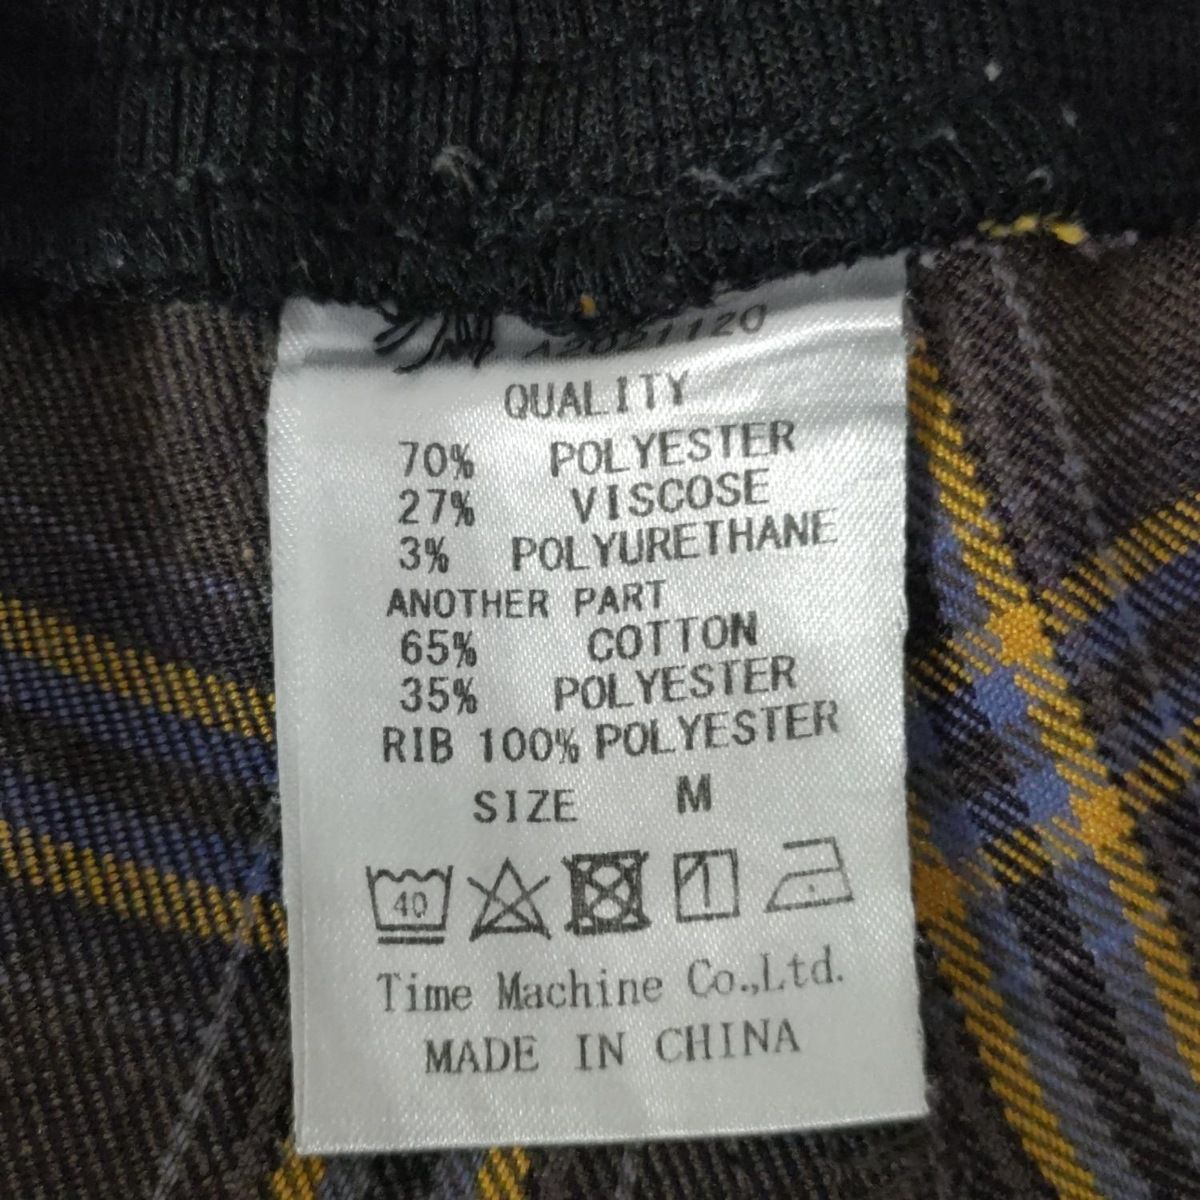 A2021120
QUALITY
70% POLYESTER
27% VISCOSE
3% POLYURETHANE
ANOTHER PART
65% COTTON
35% POLYESTER
RIB 100% POLYESTER
SIZE M
40
Time Machine Co.,Ltd.
MADE IN CHINA